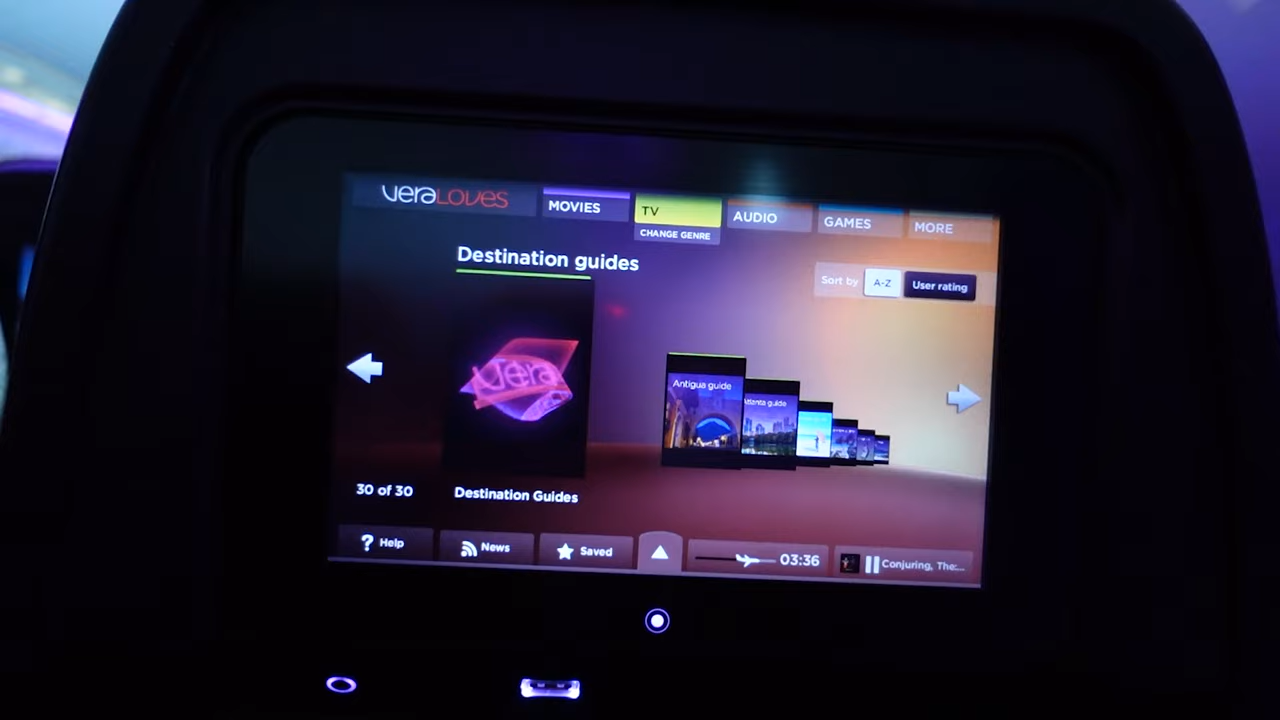 veraLOVES
MOVIES
TV
AUDIO
GAMES
MORE
CHANGE GENRE
Destination guides
Sort by
A-Z
User rating
Vera
Antigua guide
Atlanta guide
30 of 30
Destination Guides
? Help
News
Saved
03:36
Conjuring, The:...